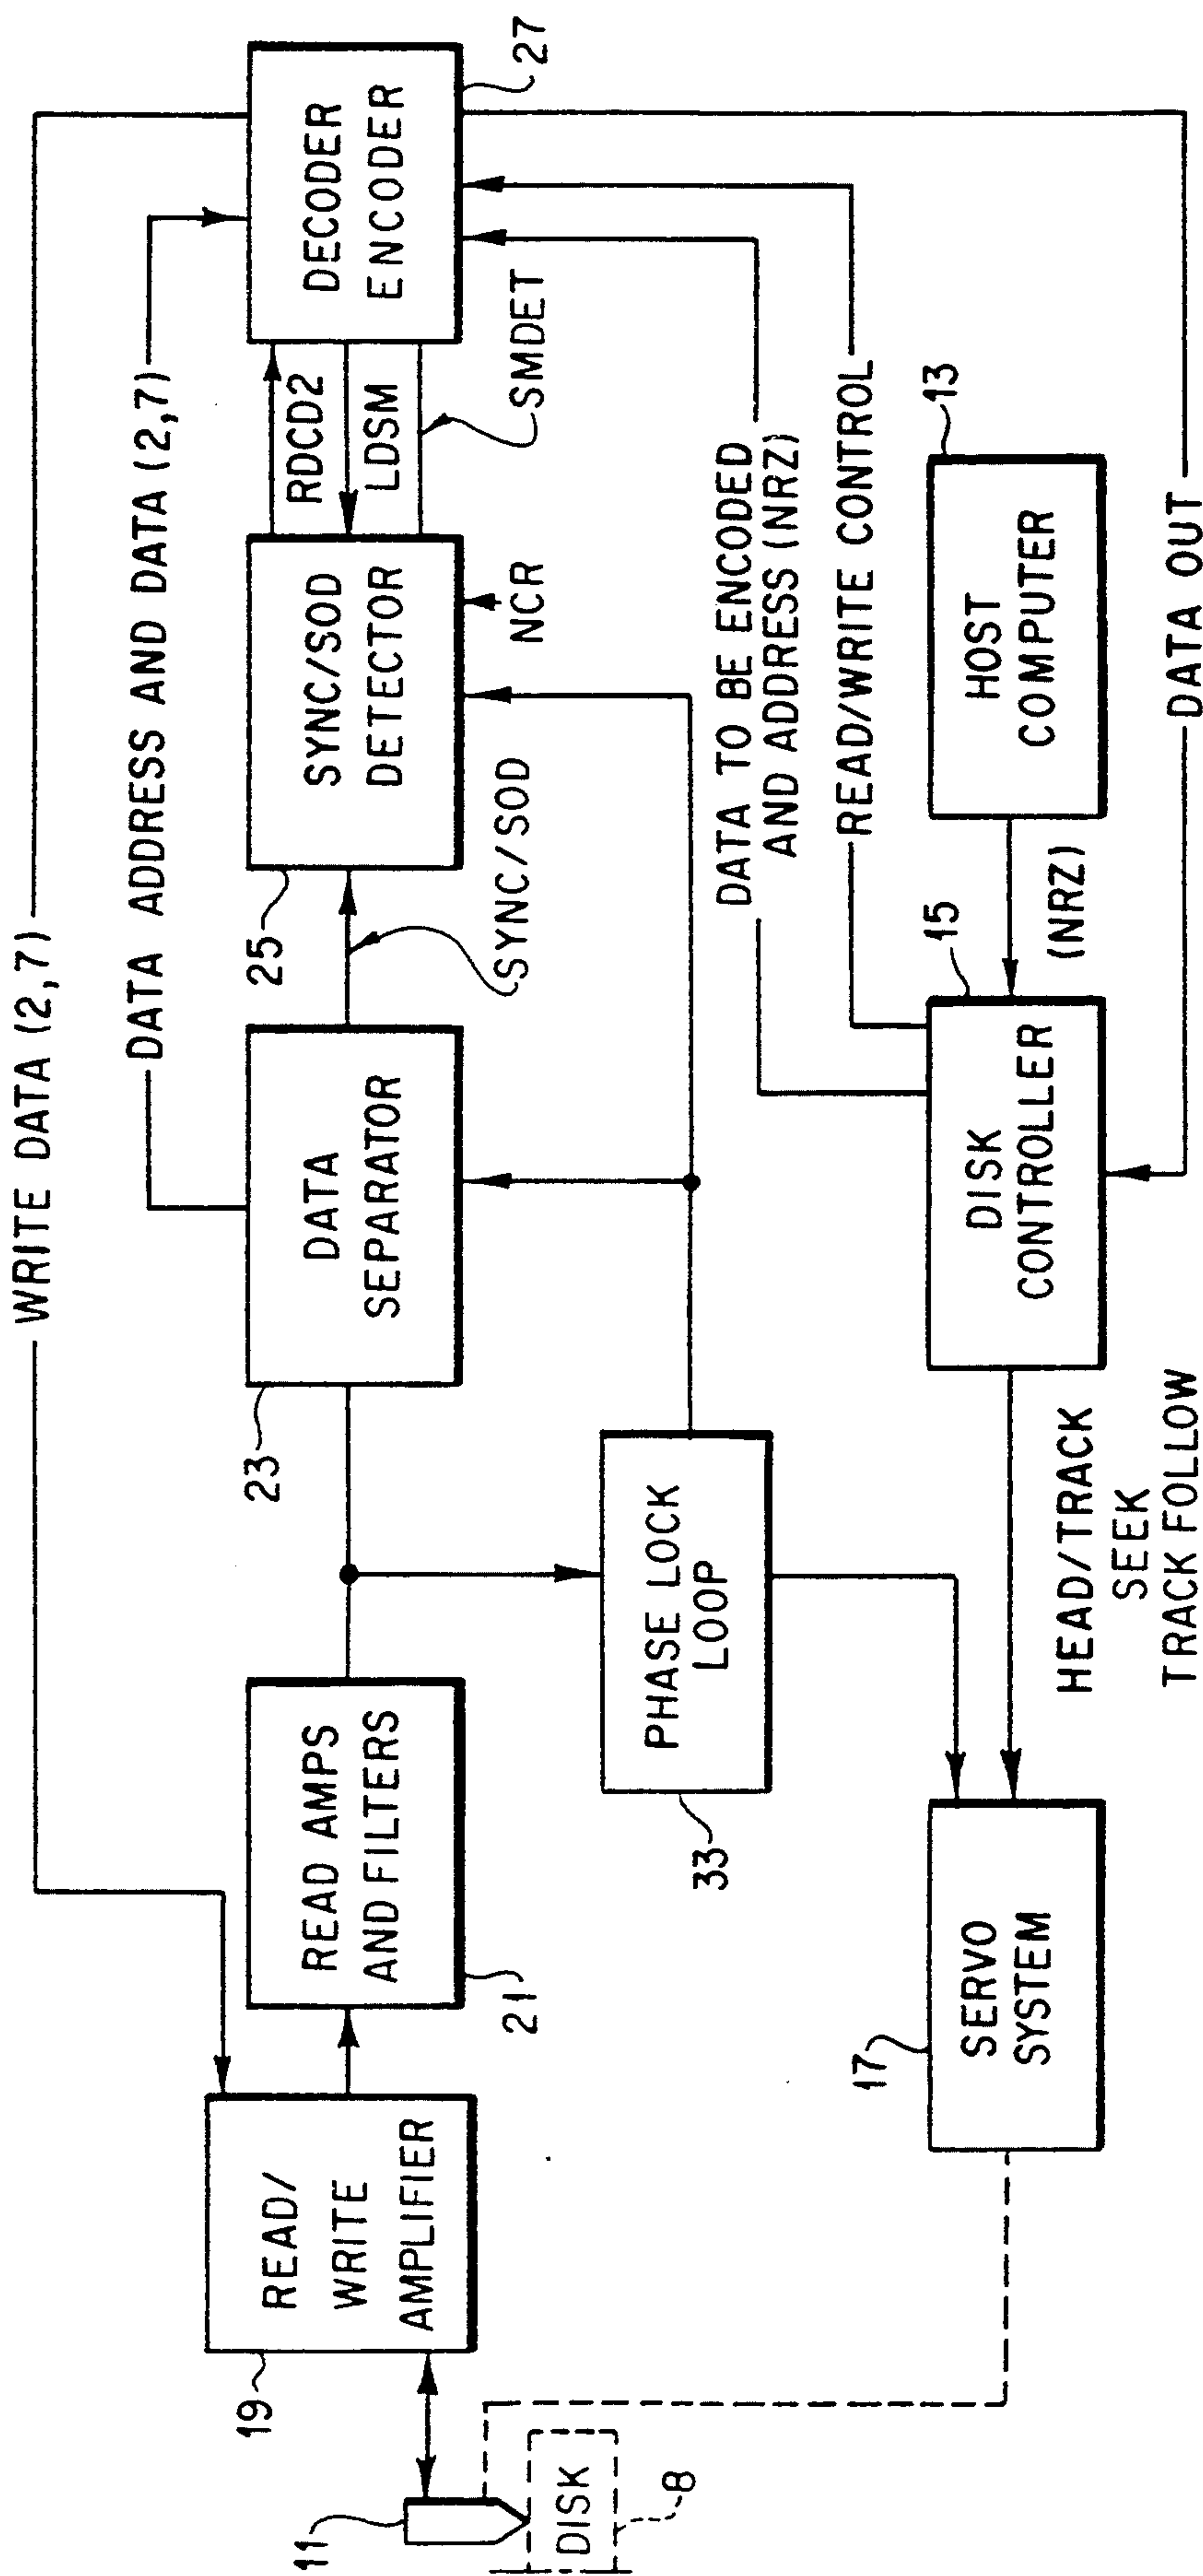 WRITE DATA (2,7)
DATA ADDRESS AND DATA (2,7)
READ/
WRITE
AMPLIFIER
19
READ AMPS
AND FILTERS
21
DATA
SEPARATOR
23
SYNC/SOD
SYNC/SOD
DETECTOR
25
NCR
RDCD2
LDSM
SMDET
DECODER
ENCODER
27
11
DISK
8
PHASE LOCK
LOOP
33
DATA TO BE ENCODED
AND ADDRESS (NRZ)
READ/WRITE CONTROL
SERVO
SYSTEM
17
HEAD/TRACK
SEEK
TRACK FOLLOW
DISK
CONTROLLER
15
(NRZ)
HOST
COMPUTER
13
DATA OUT